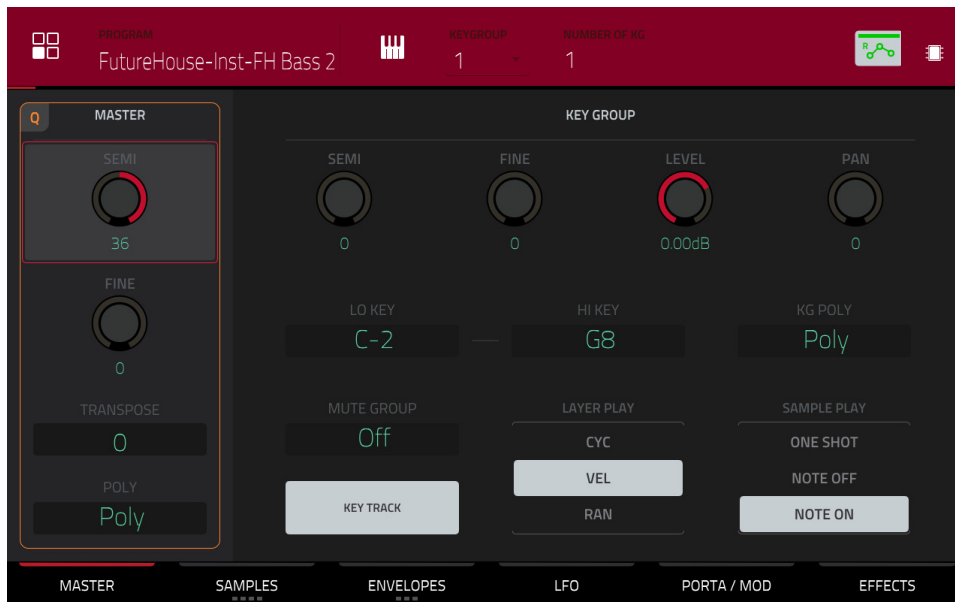 PROGRAM
FutureHouse-Inst-FH Bass 2
KEYGROUP
1
NUMBER OF KG
1
R
Q
MASTER
SEMI
36
FINE
0
TRANSPOSE
0
POLY
Poly
KEY GROUP
SEMI
FINE
LEVEL
PAN
0
0
0.00dB
0
LO KEY
HI KEY
KG POLY
C-2
G8
Poly
MUTE GROUP
Off
KEY TRACK
LAYER PLAY
CYC
VEL
RAN
SAMPLE PLAY
ONE SHOT
NOTE OFF
NOTE ON
MASTER
SAMPLES
ENVELOPES
LFO
PORTA / MOD
EFFECTS